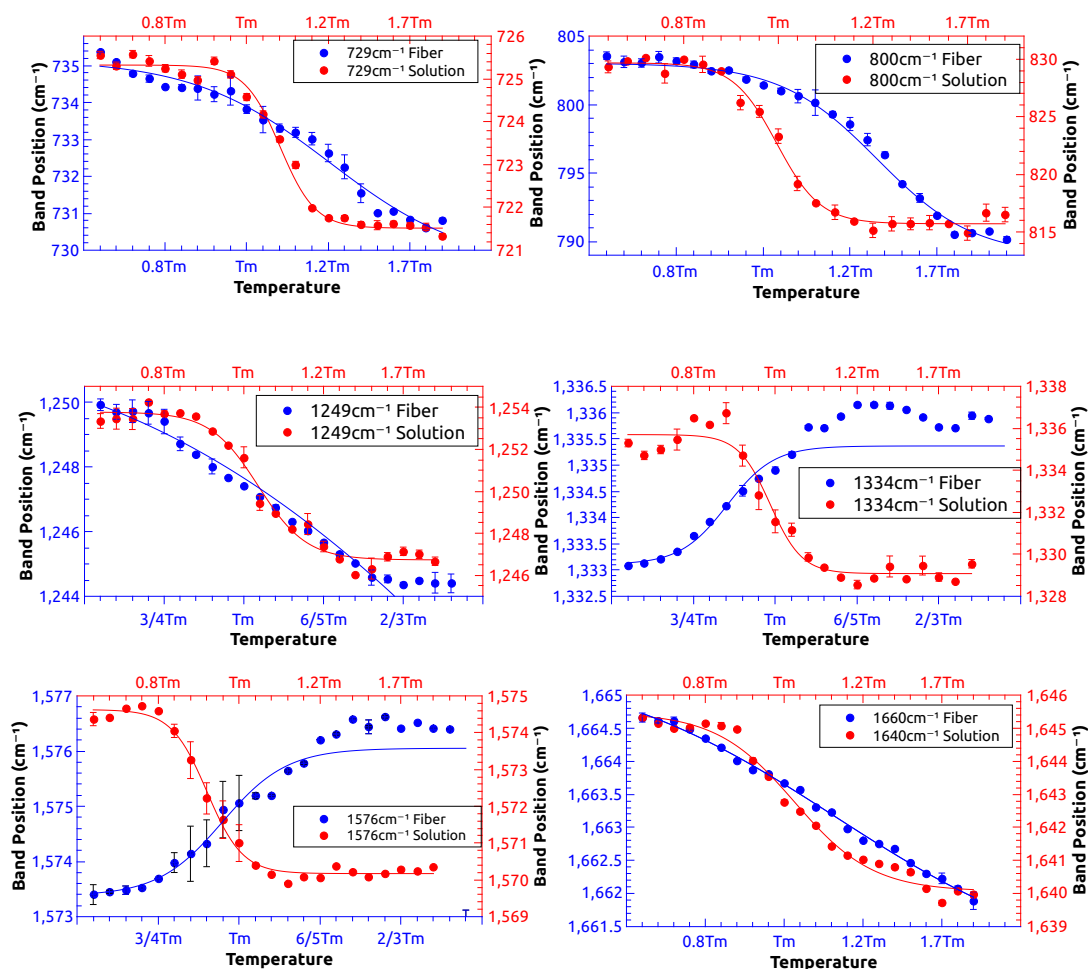 0.8Tm Tm 1.2Tm 1.7Tm
729cm⁻¹ Fiber
729cm⁻¹ Solution
Band Position (cm⁻¹)
735
734
733
732
731
730
726
725
724
723
722
721
Band Position (cm⁻¹)
0.8Tm Tm 1.2Tm 1.7Tm
Temperature
0.8Tm Tm 1.2Tm 1.7Tm
800cm⁻¹ Fiber
800cm⁻¹ Solution
Band Position (cm⁻¹)
805
802
795
790
830
825
820
815
Band Position (cm⁻¹)
0.8Tm Tm 1.2Tm 1.7Tm
Temperature
0.8Tm Tm 1.2Tm 1.7Tm
1249cm⁻¹ Fiber
1249cm⁻¹ Solution
Band Position (cm⁻¹)
1,250
1,248
1,246
1,244
1,254
1,252
1,250
1,248
1,246
Band Position (cm⁻¹)
3/4Tm Tm 6/5Tm 2/3Tm
Temperature
0.8Tm Tm 1.2Tm 1.7Tm
1334cm⁻¹ Fiber
1334cm⁻¹ Solution
Band Position (cm⁻¹)
1,336.5
1,336
1,335.5
1,335
1,334.5
1,334
1,333.5
1,333
1,332.5
1,338
1,336
1,334
1,332
1,330
1,328
Band Position (cm⁻¹)
3/4Tm Tm 6/5Tm 2/3Tm
Temperature
0.8Tm Tm 1.2Tm 1.7Tm
1576cm⁻¹ Fiber
1576cm⁻¹ Solution
Band Position (cm⁻¹)
1,577
1,576
1,575
1,574
1,573
1,575
1,574
1,573
1,572
1,571
1,570
1,569
Band Position (cm⁻¹)
3/4Tm Tm 6/5Tm 2/3Tm
Temperature
0.8Tm Tm 1.2Tm 1.7Tm
1660cm⁻¹ Fiber
1640cm⁻¹ Solution
Band Position (cm⁻¹)
1,665
1,664.5
1,664
1,663.5
1,663
1,662.5
1,662
1,661.5
1,646
1,645
1,644
1,643
1,642
1,641
1,640
1,639
Band Position (cm⁻¹)
0.8Tm Tm 1.2Tm 1.7Tm
Temperature